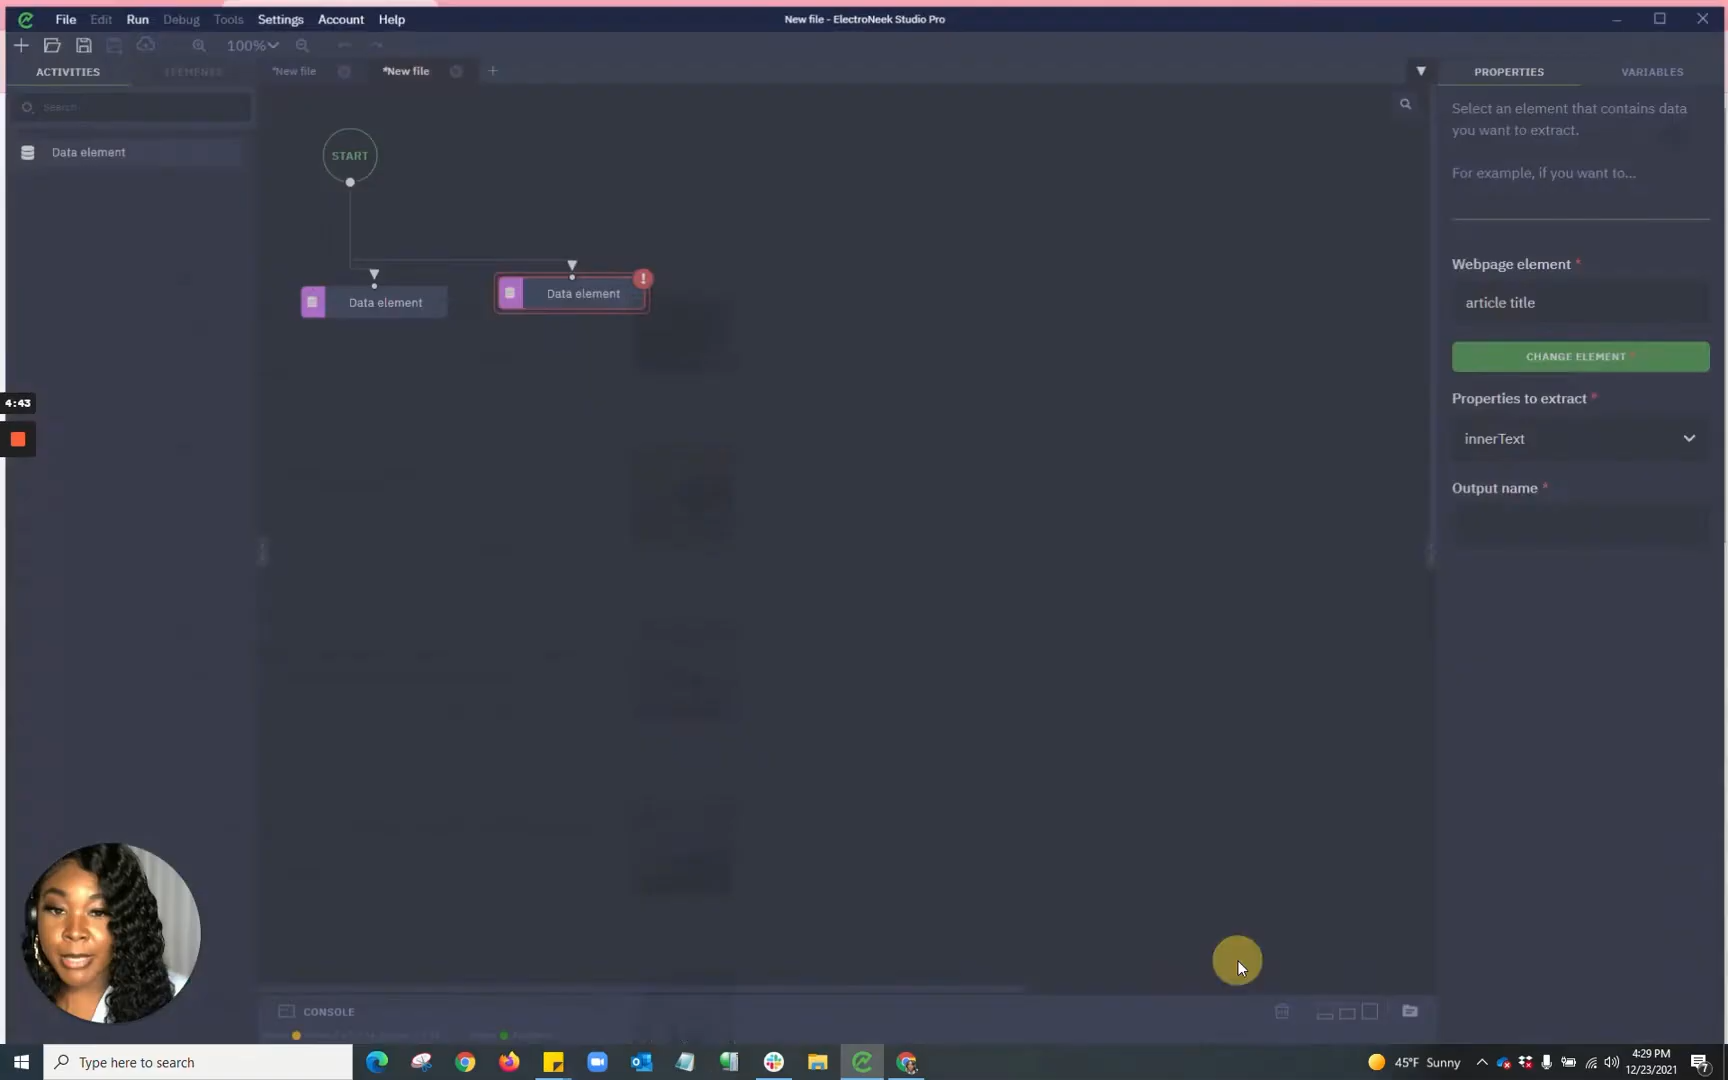 File Edit Run Debug Tools Settings Account Help
New file - ElectroNeek Studio Pro
100%
ACTIVITIES
ELEMENTS
*New file
*New file
PROPERTIES
VARIABLES
Search
Data element
START
Data element
Data element
!
Select an element that contains data
you want to extract.
For example, if you want to...
Webpage element *
article title
CHANGE ELEMENT *
Properties to extract *
innerText
Output name *
4:43
CONSOLE
Type here to search
45°F Sunny
4:29 PM
12/23/2021
7